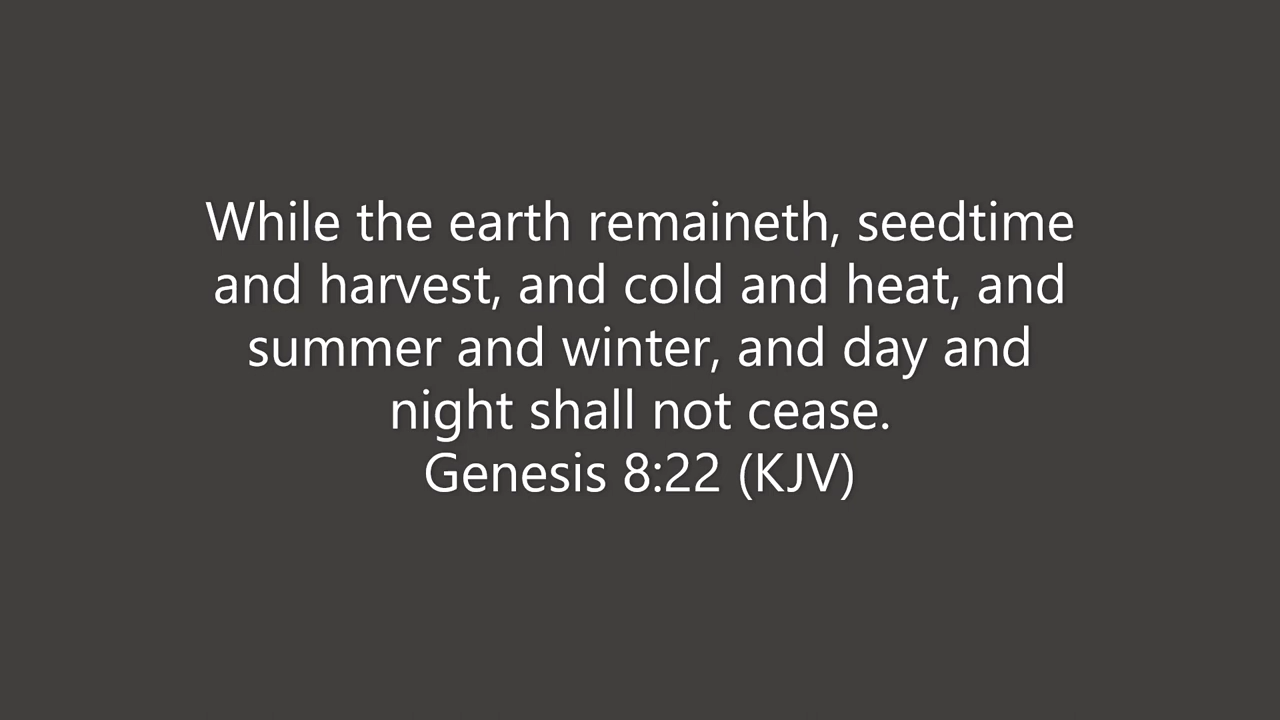 While the earth remaineth, seedtime
and harvest, and cold and heat, and
summer and winter, and day and
night shall not cease.
Genesis 8:22 (KJV)